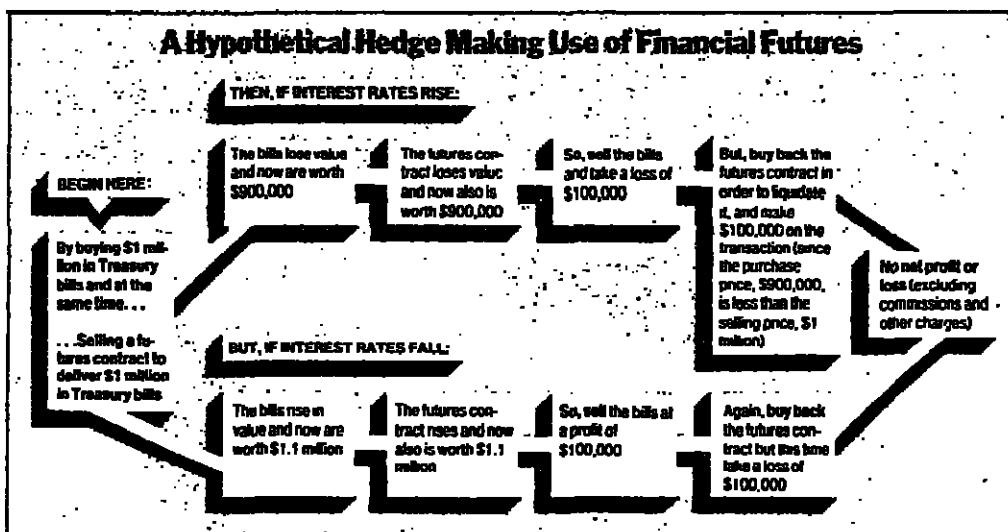 A Hypothetical Hedge Making Use of Financial Futures
BEGIN HERE:
By buying $1 mil-
lion in Treasury
bills and at the
same time. . .
. . .Selling a fu-
tures contract to
deliver $1 million
in Treasury bills
THEN, IF INTEREST RATES RISE:
The bills lose value
and now are worth
$900,000
The futures con-
tract loses value
and now also is
worth $900,000
So, sell the bills
and take a loss of
$100,000
But, buy back the
futures contract in
order to liquidate
it, and make
$100,000 on the
transaction (since
the purchase
price, $900,000,
is less than the
selling price, $1
million)
BUT, IF INTEREST RATES FALL:
The bills rise in
value and now are
worth $1.1 million
The futures con-
tract rises and now
also is worth $1.1
million
So, sell the bills at
a profit of
$100,000
Again, buy back
the futures con-
tract but this time
take a loss of
$100,000
No net profit or
loss (excluding
commissions and
other charges)